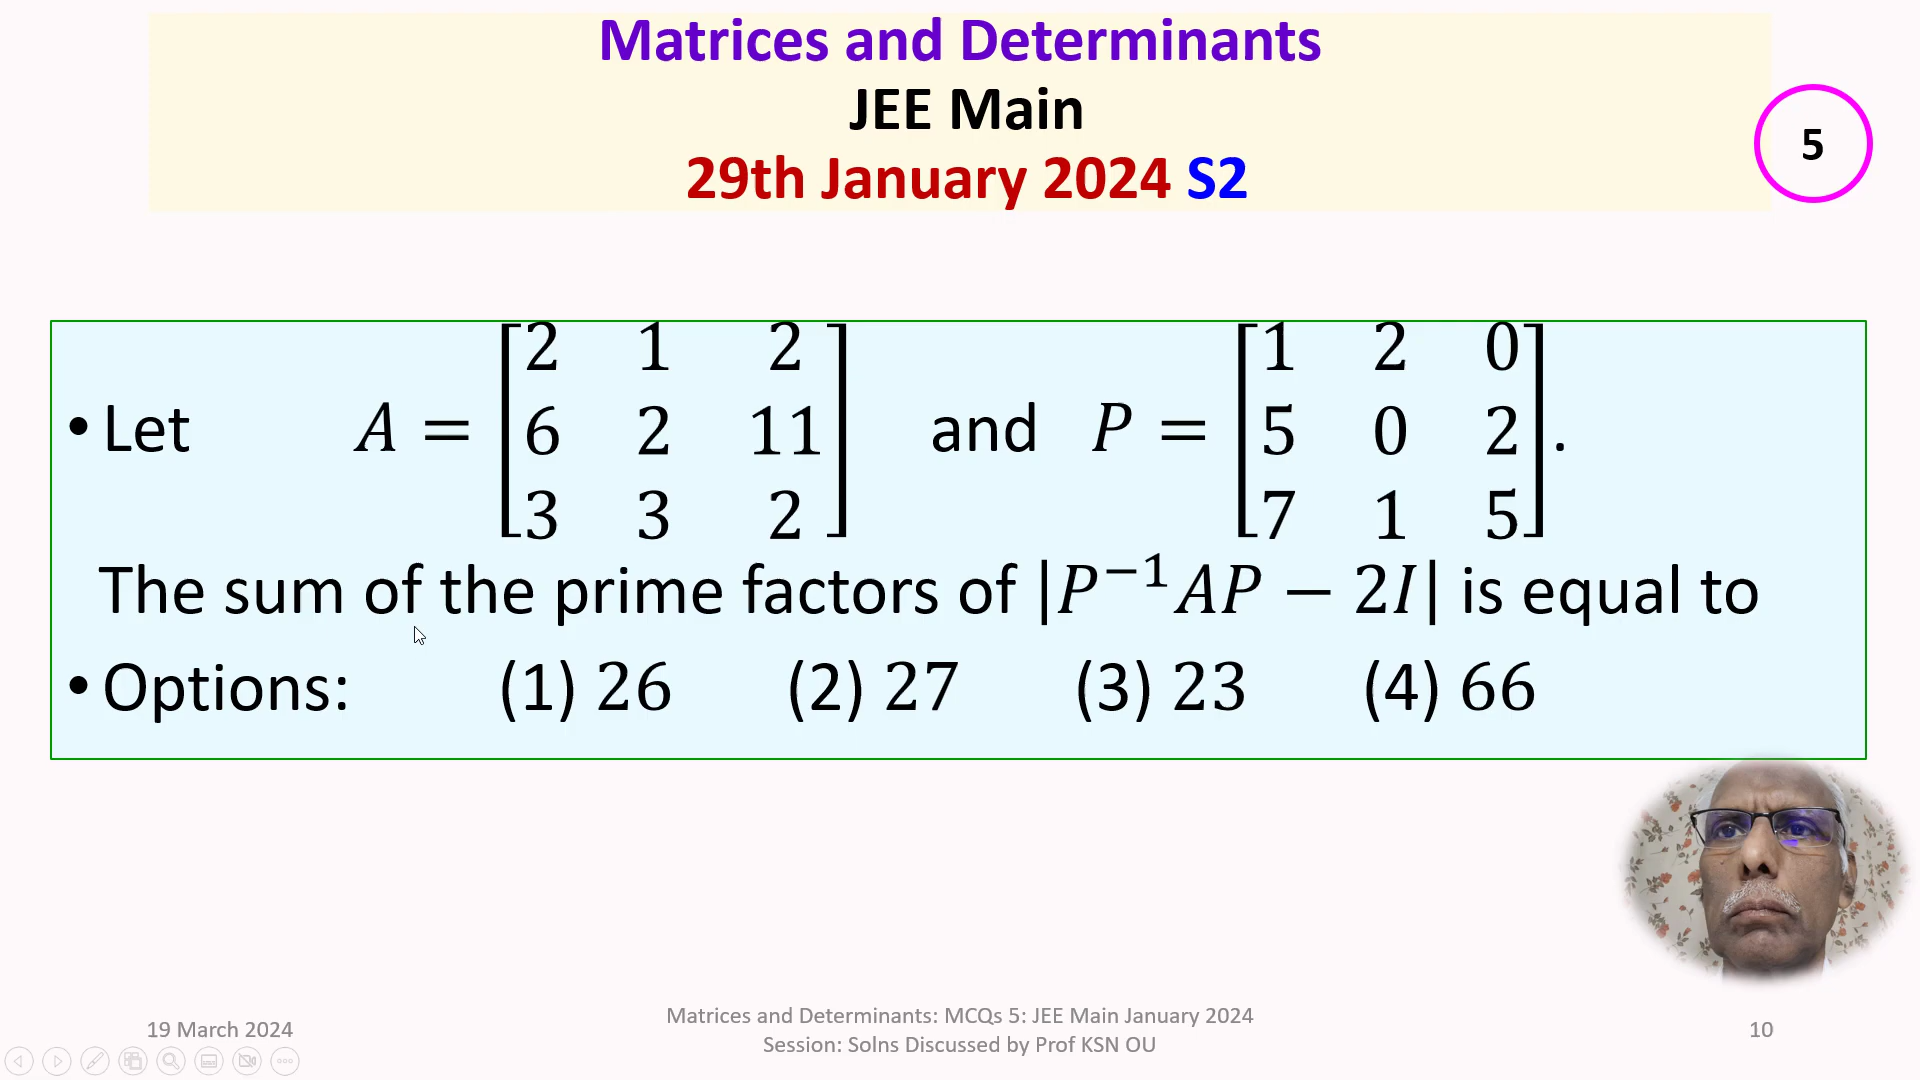 Matrices and Determinants
JEE Main
29th January 2024 S2
5
• Let A = [2 1 2; 6 2 11; 3 3 2] and P = [1 2 0; 5 0 2; 7 1 5].
The sum of the prime factors of |P⁻¹AP − 2I| is equal to
• Options: (1) 26 (2) 27 (3) 23 (4) 66
19 March 2024
Matrices and Determinants: MCQs 5: JEE Main January 2024
Session: Solns Discussed by Prof KSN OU
10